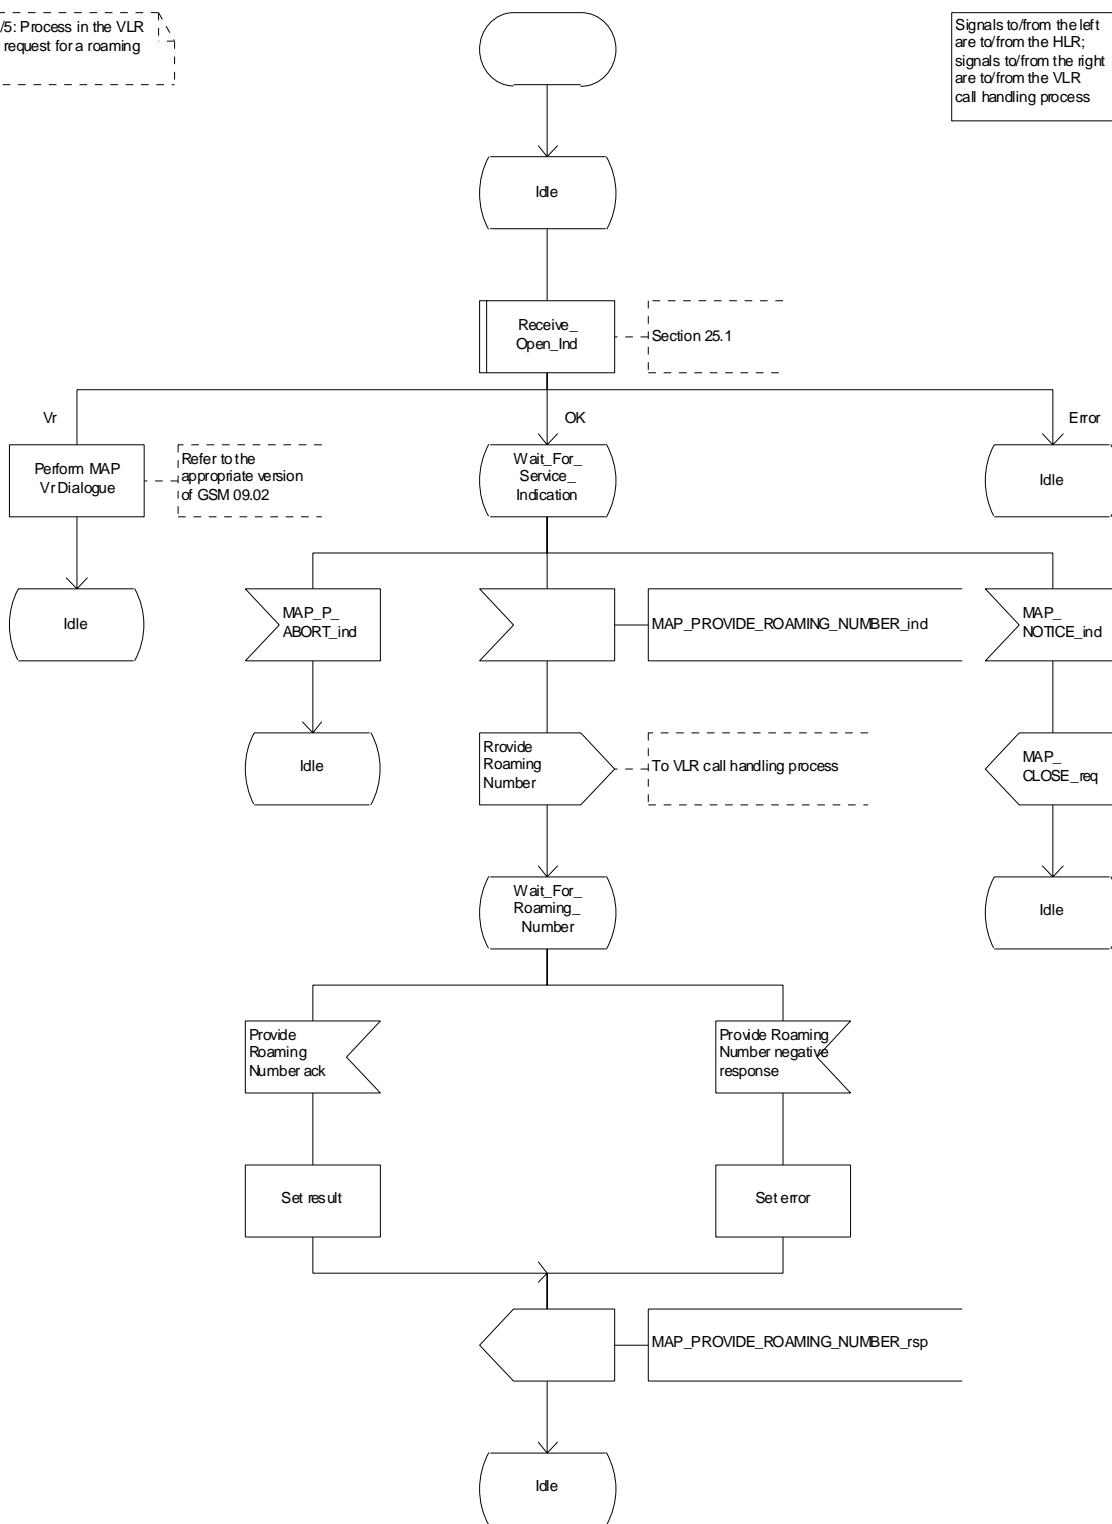 /5: Process in the VLR
request for a roaming
Signals to/from the left
are to/from the HLR;
signals to/from the right
are to/from the VLR
call handling process
Idle
Receive_
Open_Ind
Section 25.1
Vr
OK
Error
Perform MAP
Vr Dialogue
Refer to the
appropriate version
of GSM 09.02
Wait_For_
Service_
Indication
Idle
Idle
MAP_P_
ABORT_ind
MAP_PROVIDE_ROAMING_NUMBER_ind
MAP_
NOTICE_ind
Idle
Rrovide
Roaming
Number
To VLR call handling process
MAP_
CLOSE_req
Wait_For_
Roaming_
Number
Idle
Provide
Roaming
Number ack
Provide Roaming
Number negative
response
Set result
Set error
MAP_PROVIDE_ROAMING_NUMBER_rsp
Idle